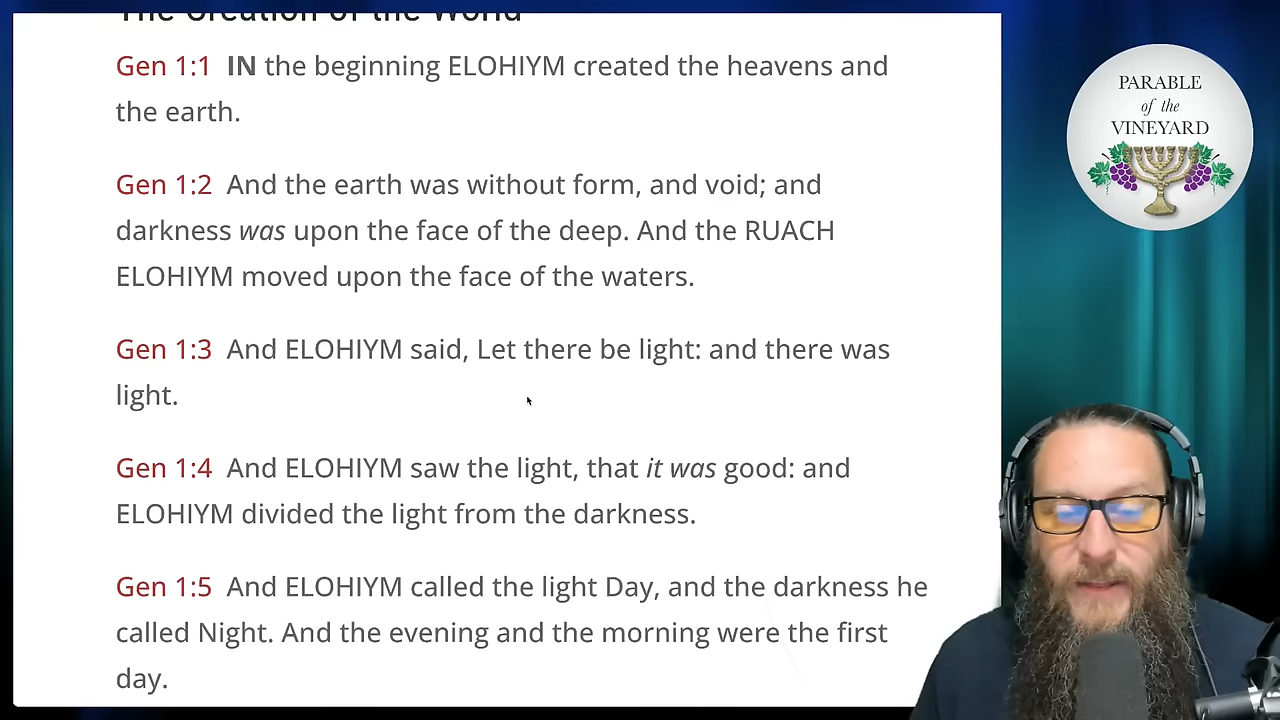 The Creation of the World
Gen 1:1 IN the beginning ELOHIYM created the heavens and
the earth.
Gen 1:2 And the earth was without form, and void; and
darkness was upon the face of the deep. And the RUACH
ELOHIYM moved upon the face of the waters.
Gen 1:3 And ELOHIYM said, Let there be light: and there was
light.
Gen 1:4 And ELOHIYM saw the light, that it was good: and
ELOHIYM divided the light from the darkness.
Gen 1:5 And ELOHIYM called the light Day, and the darkness he
called Night. And the evening and the morning were the first
day.
PARABLE
of the
VINEYARD